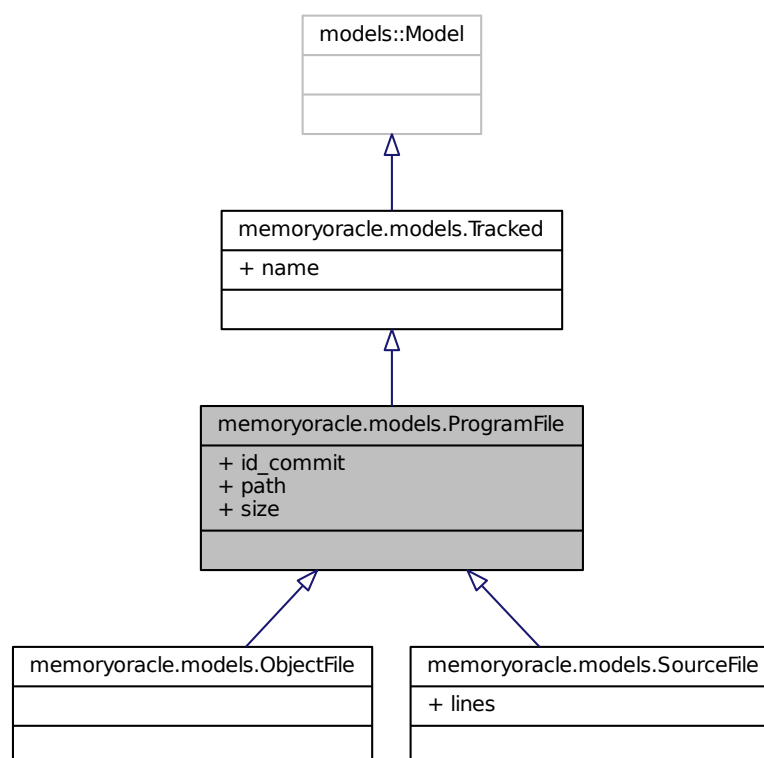 models::Model
memoryoracle.models.Tracked
+ name
memoryoracle.models.ProgramFile
+ id_commit
+ path
+ size
memoryoracle.models.ObjectFile
memoryoracle.models.SourceFile
+ lines